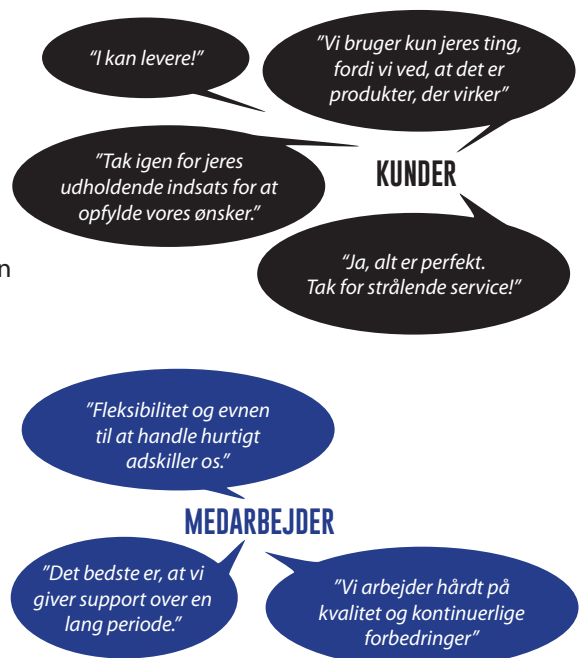 “I kan levere!”
”Vi bruger kun jeres ting,
fordi vi ved, at det er
produkter, der virker”
”Tak igen for jeres
udholdende indsats for at
opfylde vores ønsker.”
KUNDER
n
“Ja, alt er perfekt.
Tak for strålende service!”
”Fleksibilitet og evnen
til at handle hurtigt
adskiller os.”
MEDARBEJDER
”Det bedste er, at vi
giver support over en
lang periode.”
”Vi arbejder hårdt på
kvalitet og kontinuerlige
forbedringer”